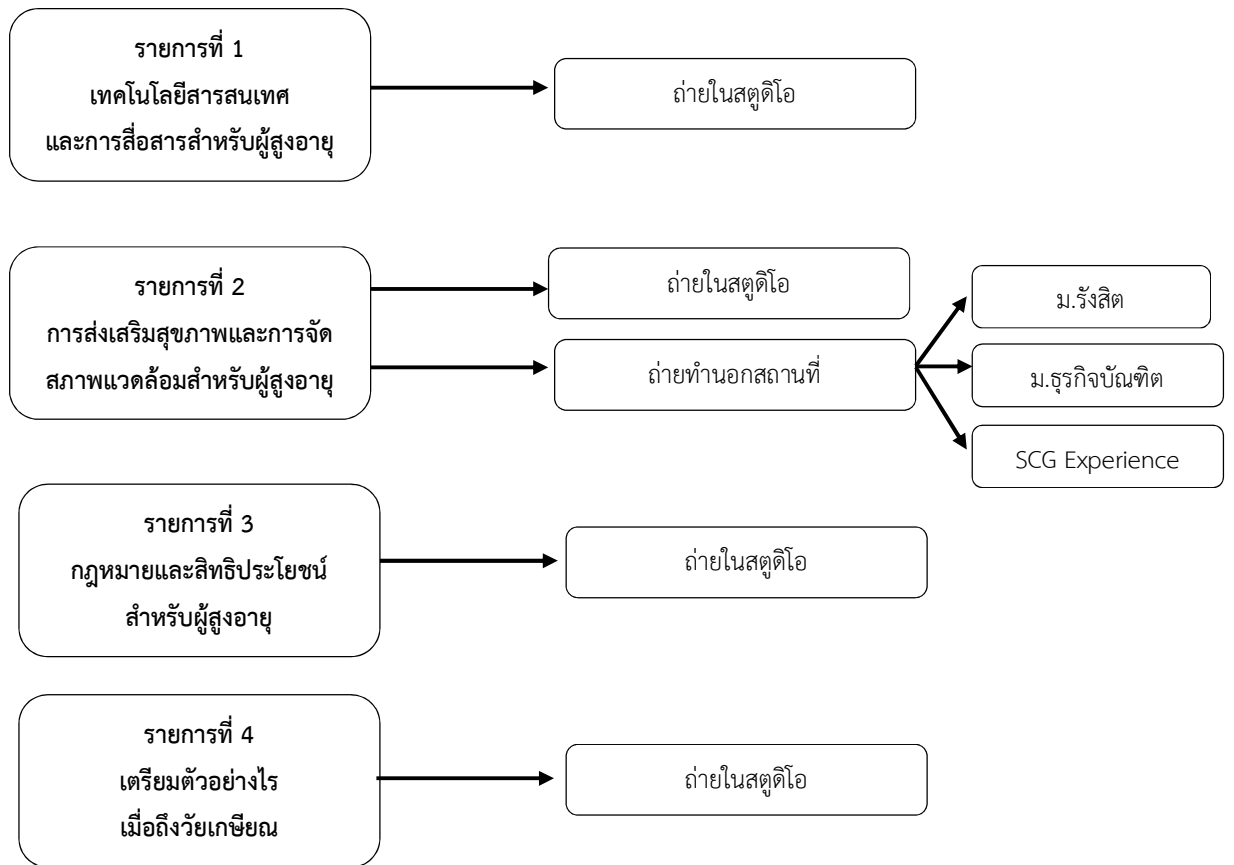 รายการที่ 1
เทคโนโลยีสารสนเทศ
และการสื่อสารสำหรับผู้สูงอายุ
ถ่ายในสตูดิโอ
รายการที่ 2
การส่งเสริมสุขภาพและการจัด
สภาพแวดล้อมสำหรับผู้สูงอายุ
ถ่ายในสตูดิโอ
ถ่ายทำนอกสถานที่
ม.รังสิต
ม.ธุรกิจบัณฑิต
SCG Experience
รายการที่ 3
กฎหมายและสิทธิประโยชน์
สำหรับผู้สูงอายุ
ถ่ายในสตูดิโอ
รายการที่ 4
เตรียมตัวอย่างไร
เมื่อถึงวัยเกษียณ
ถ่ายในสตูดิโอ